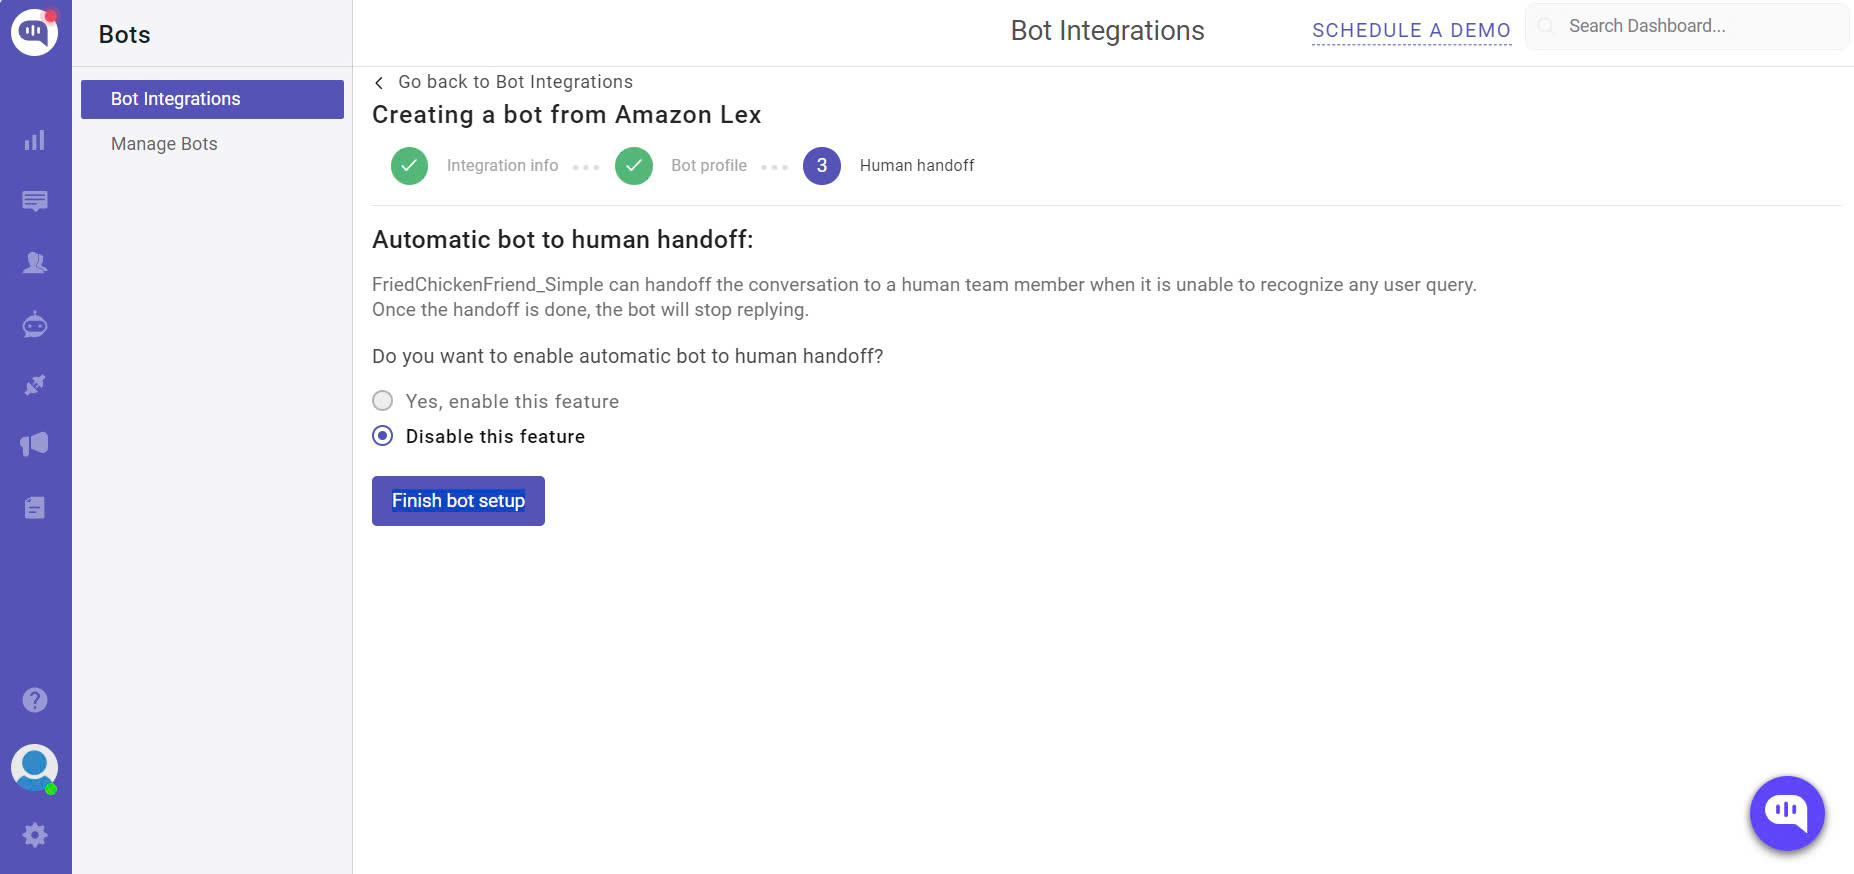 Bots
Bot Integrations
Manage Bots
Bot Integrations
SCHEDULE A DEMO
Search Dashboard...
Go back to Bot Integrations
Creating a bot from Amazon Lex
Integration info
Bot profile
3 Human handoff
Automatic bot to human handoff:
FriedChickenFriend_Simple can handoff the conversation to a human team member when it is unable to recognize any user query.
Once the handoff is done, the bot will stop replying.
Do you want to enable automatic bot to human handoff?
Yes, enable this feature
Disable this feature
Finish bot setup
?